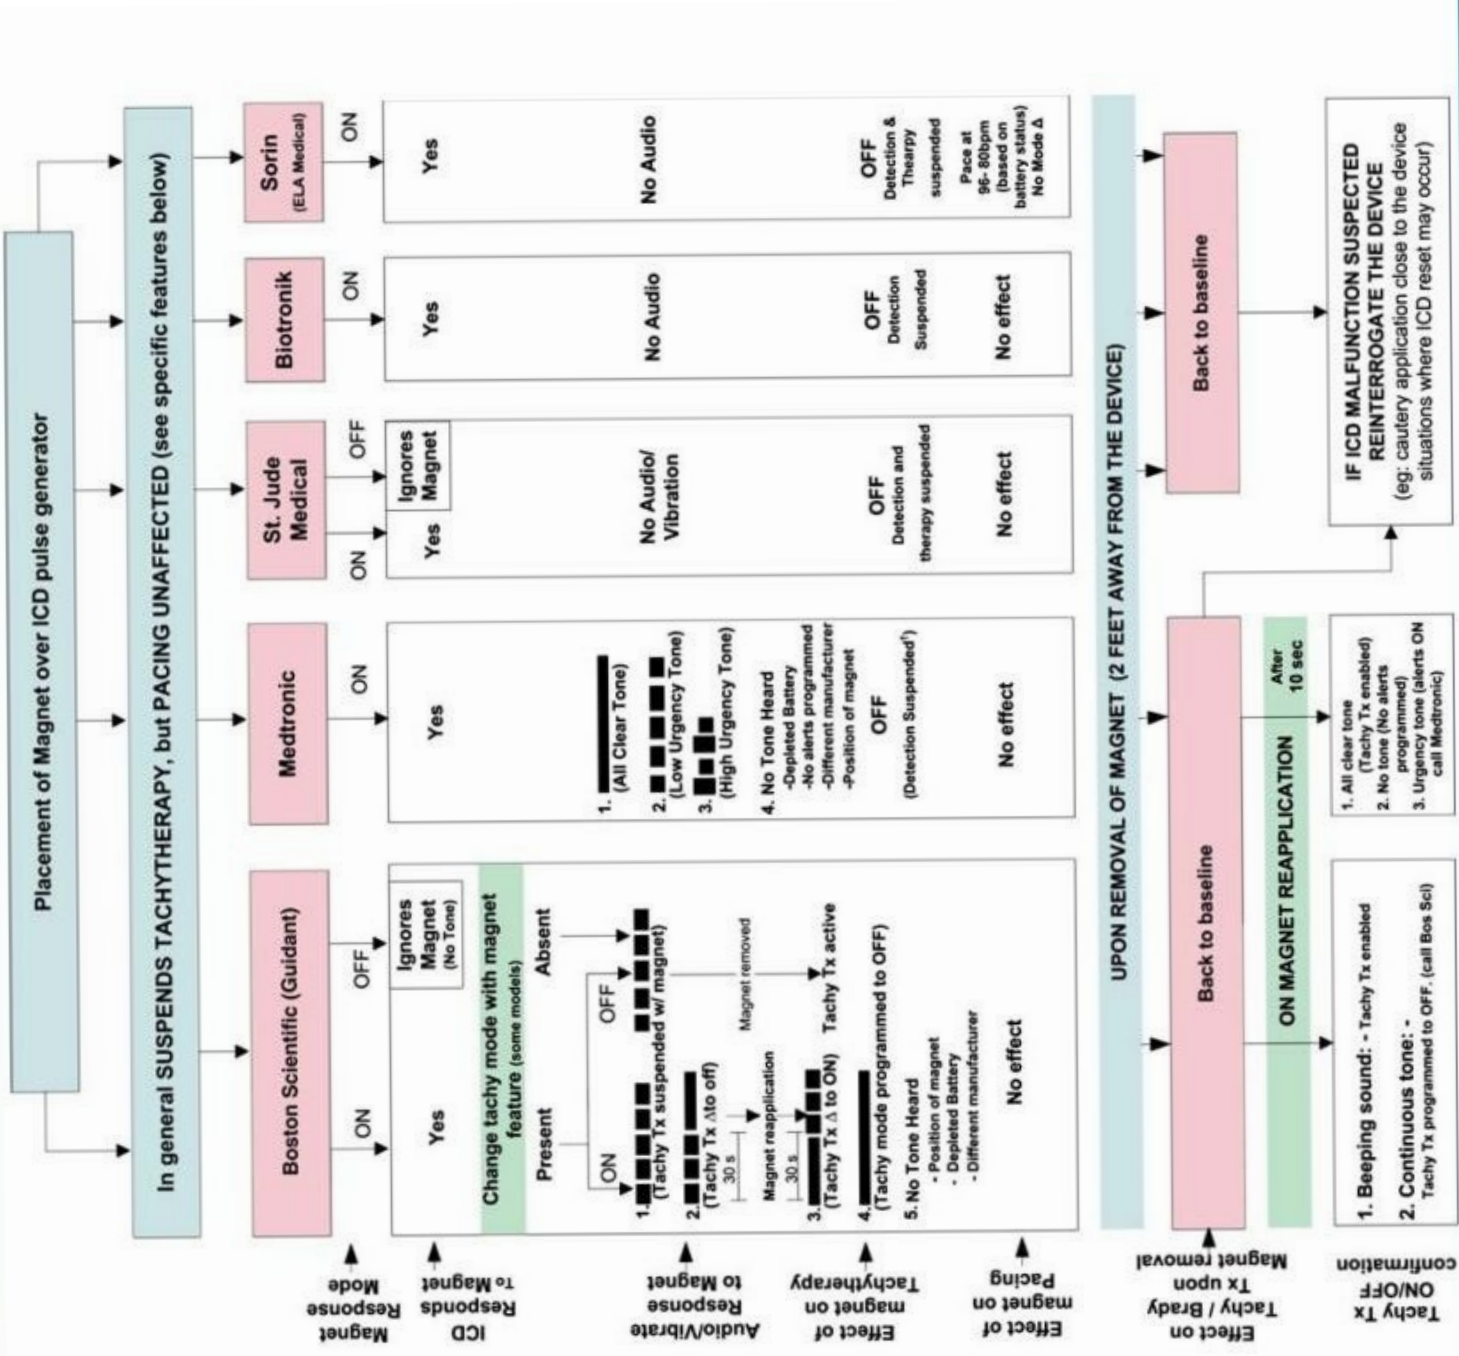 Placement of Magnet over ICD pulse generator
In general SUSPENDS TACHYTHERAPY, but PACING UNAFFECTED (see specific features below)
Magnet
Response
Mode
Boston Scientific (Guidant)
ON
OFF
Medtronic
ON
St. Jude
Medical
ON
OFF
Biotronik
ON
Sorin
(ELA Medical)
ON
ICD
Responds
To Magnet
Yes
Ignores
Magnet
(No Tone)
Yes
Yes
Ignores
Magnet
Yes
Yes
Change tachy mode with magnet
feature (some models)
Present
Absent
ON
OFF
Audio/Vibrate
Response
to Magnet
1.
(Tachy Tx suspended w/ magnet)
2.
(Tachy Tx Δto off)
30 s
Magnet reapplication
Magnet removed
30 s
3.
(Tachy Tx Δ to ON)
Tachy Tx active
4.
(Tachy mode programmed to OFF)
5. No Tone Heard
- Position of magnet
- Depleted Battery
- Different manufacturer
1.
(All Clear Tone)
2.
(Low Urgency Tone)
3.
(High Urgency Tone)
4. No Tone Heard
-Depleted Battery
-No alerts programmed
-Different manufacturer
-Position of magnet
No Audio/
Vibration
No Audio
No Audio
Effect of
magnet on
Tachytherapy
OFF
(Detection Suspended†)
OFF
Detection and
therapy suspended
OFF
Detection
Suspended
OFF
Detection &
Thearpy
suspended
Effect of
magnet on
Pacing
No effect
No effect
No effect
No effect
Pace at
96- 80bpm
(based on
battery status)
No Mode Δ
UPON REMOVAL OF MAGNET (2 FEET AWAY FROM THE DEVICE)
Effect on
Tachy / Brady
Tx upon
Magnet removal
Back to baseline
Back to baseline
ON MAGNET REAPPLICATION
After
10 sec
Tachy Tx
ON/OFF
confirmation
1. Beeping sound: - Tachy Tx enabled
2. Continuous tone: -
Tachy Tx programmed to OFF. (call Bos Sci)
1. All clear tone
(Tachy Tx enabled)
2. No tone (No alerts
programmed)
3. Urgency tone (alerts ON
call Medtronic)
IF ICD MALFUNCTION SUSPECTED
REINTERROGATE THE DEVICE
(eg: cautery application close to the device
situations where ICD reset may occur)